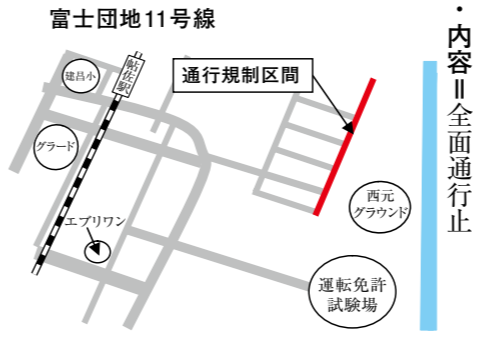 富士団地11号線
・内容＝全面通行止
帖佐駅
建昌小
通行規制区間
グラード
エブリワン
西元
グラウンド
運転免許
試験場